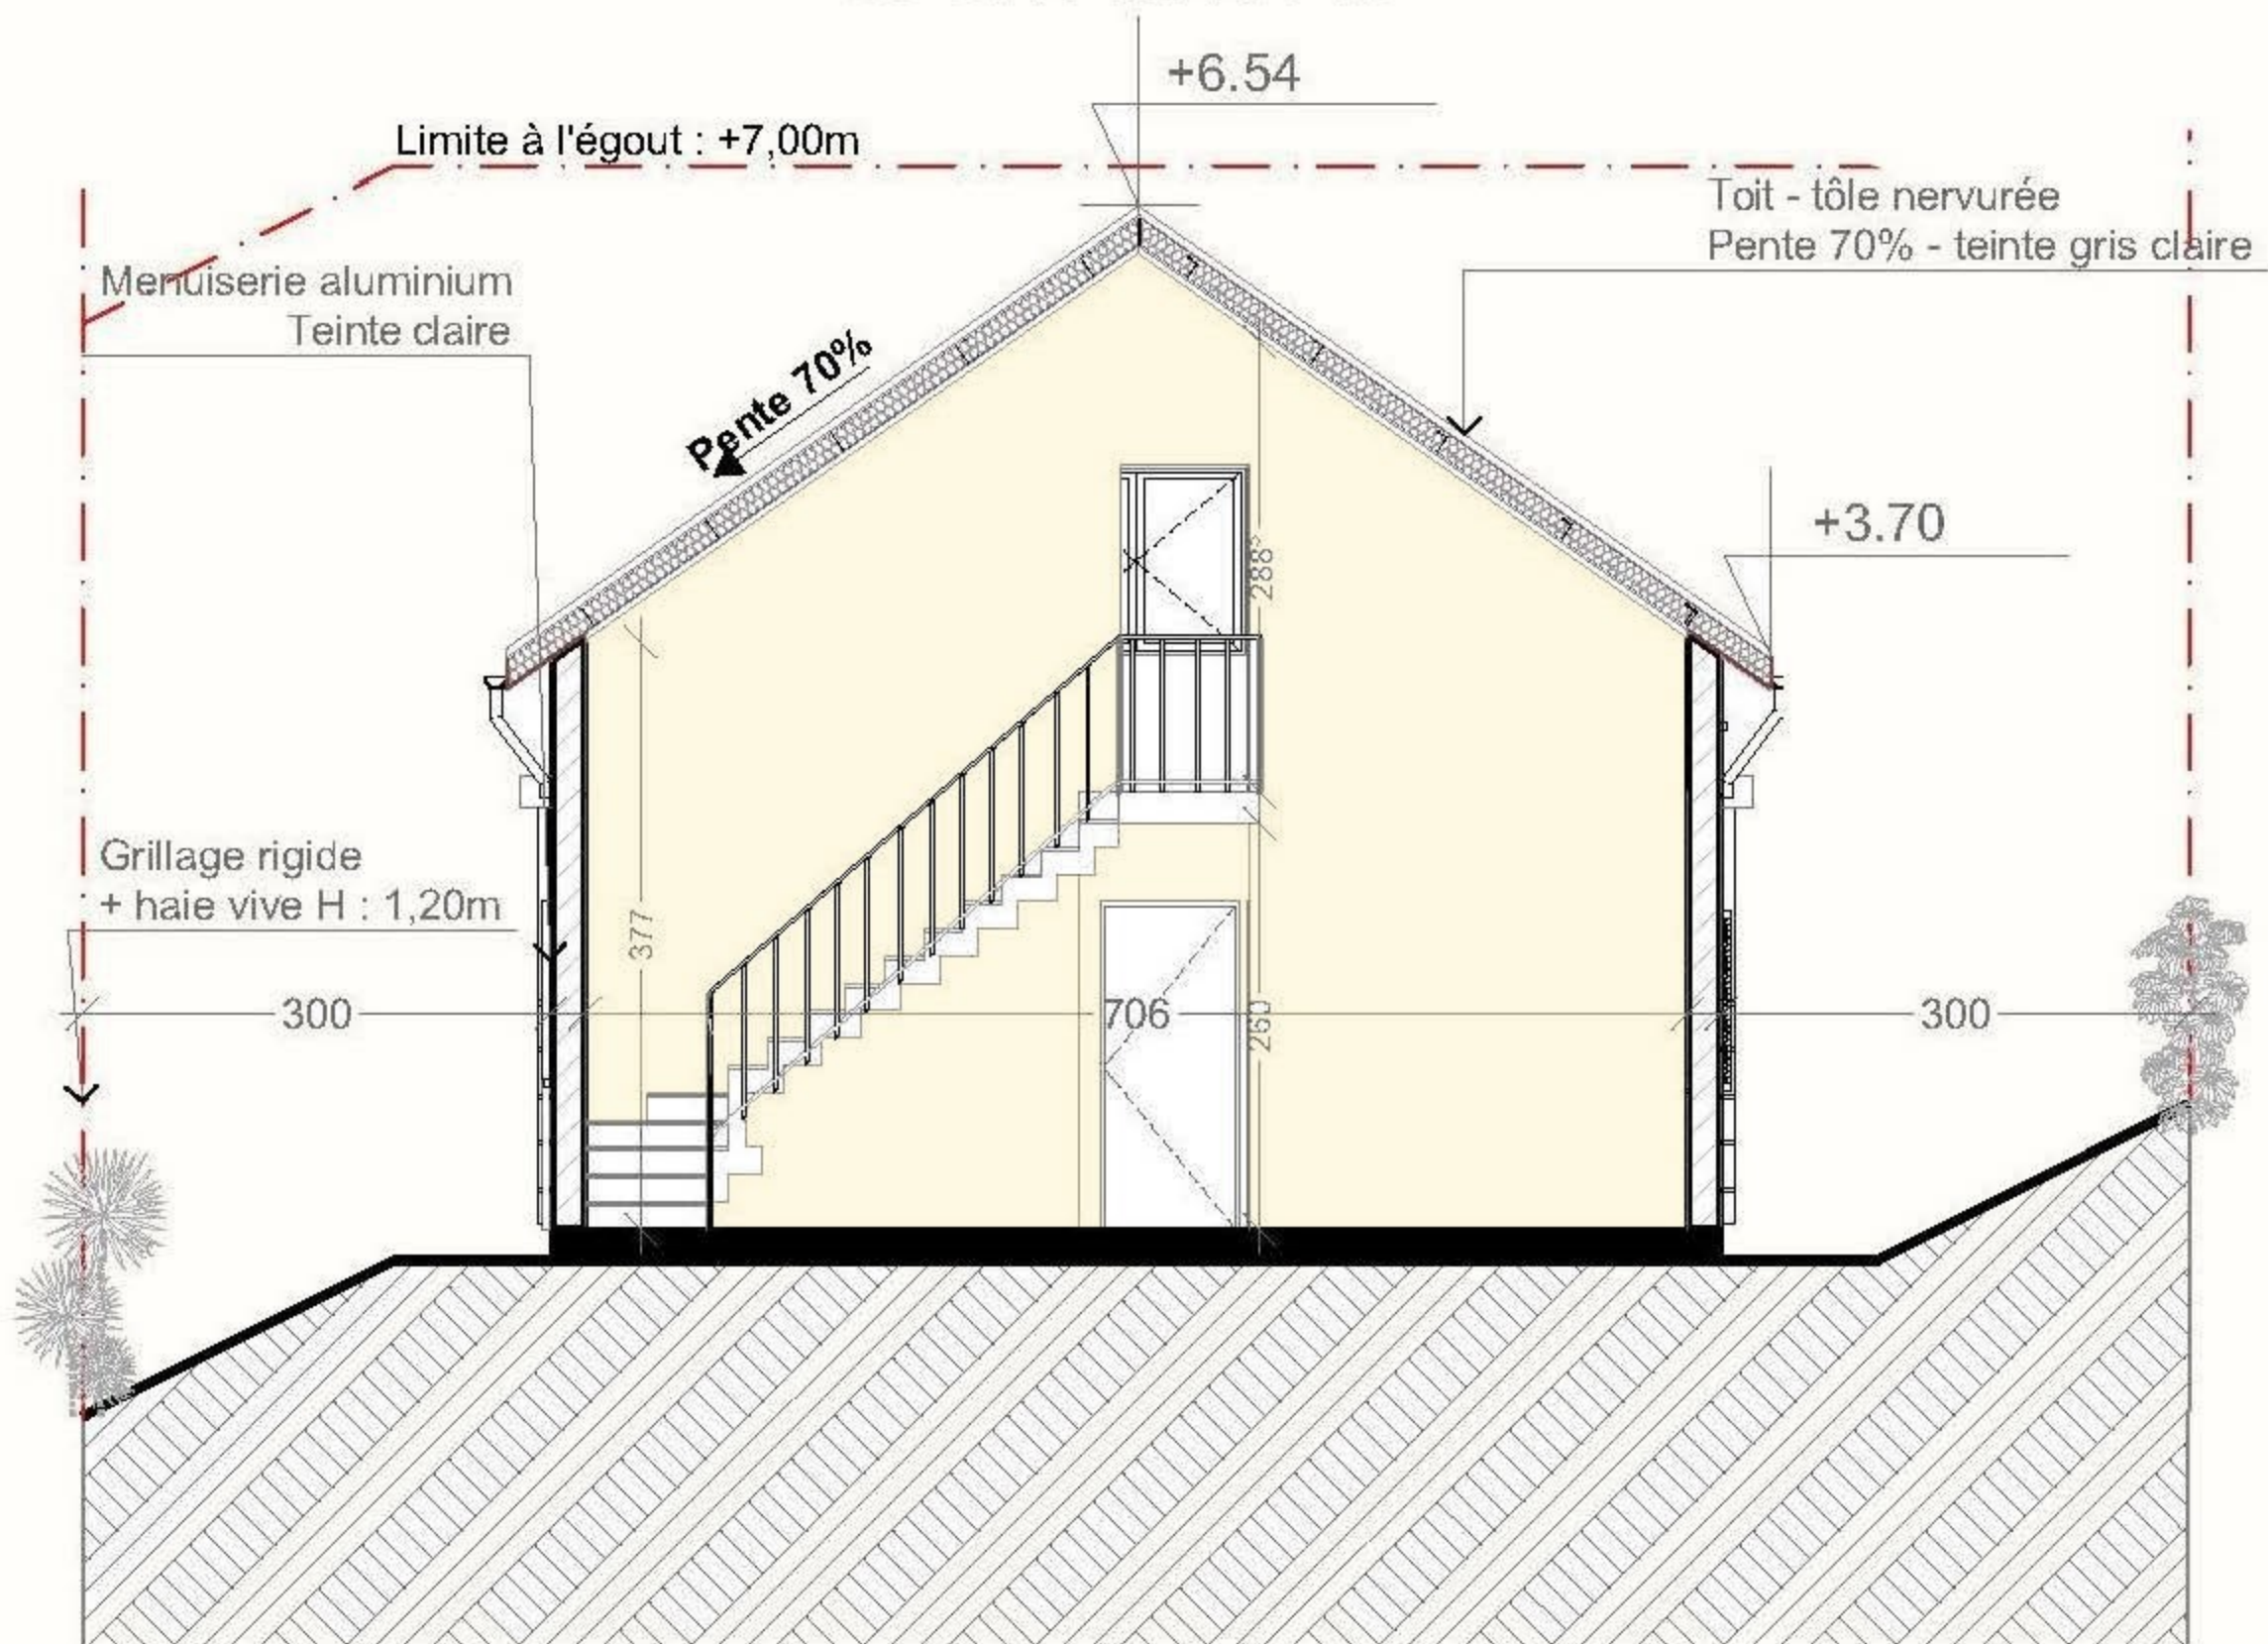 +6.54
Limite à l'égout : +7,00m
Toit - tôle nervurée
Pente 70% - teinte gris claire
Menuiserie aluminium
Teinte claire
Pente 70%
+3.70
288⁵
Grillage rigide
+ haie vive H : 1,20m
377
300
706
260
300